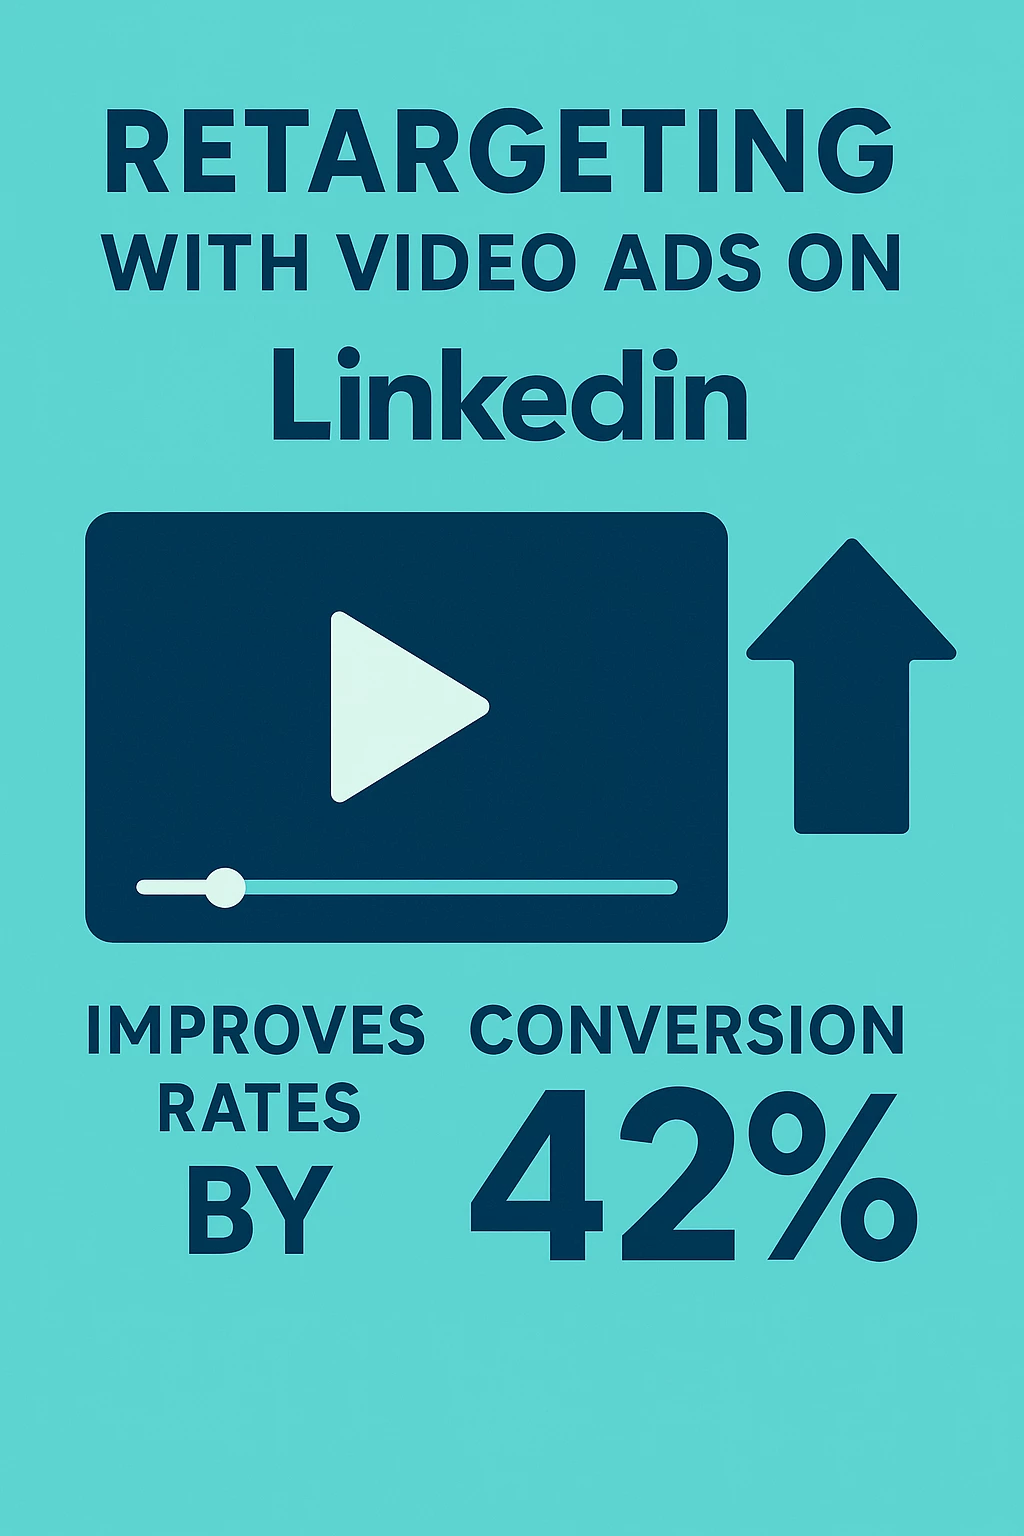 RETARGETING
WITH VIDEO ADS ON
Linkedin
IMPROVES CONVERSION
RATES
BY 42%